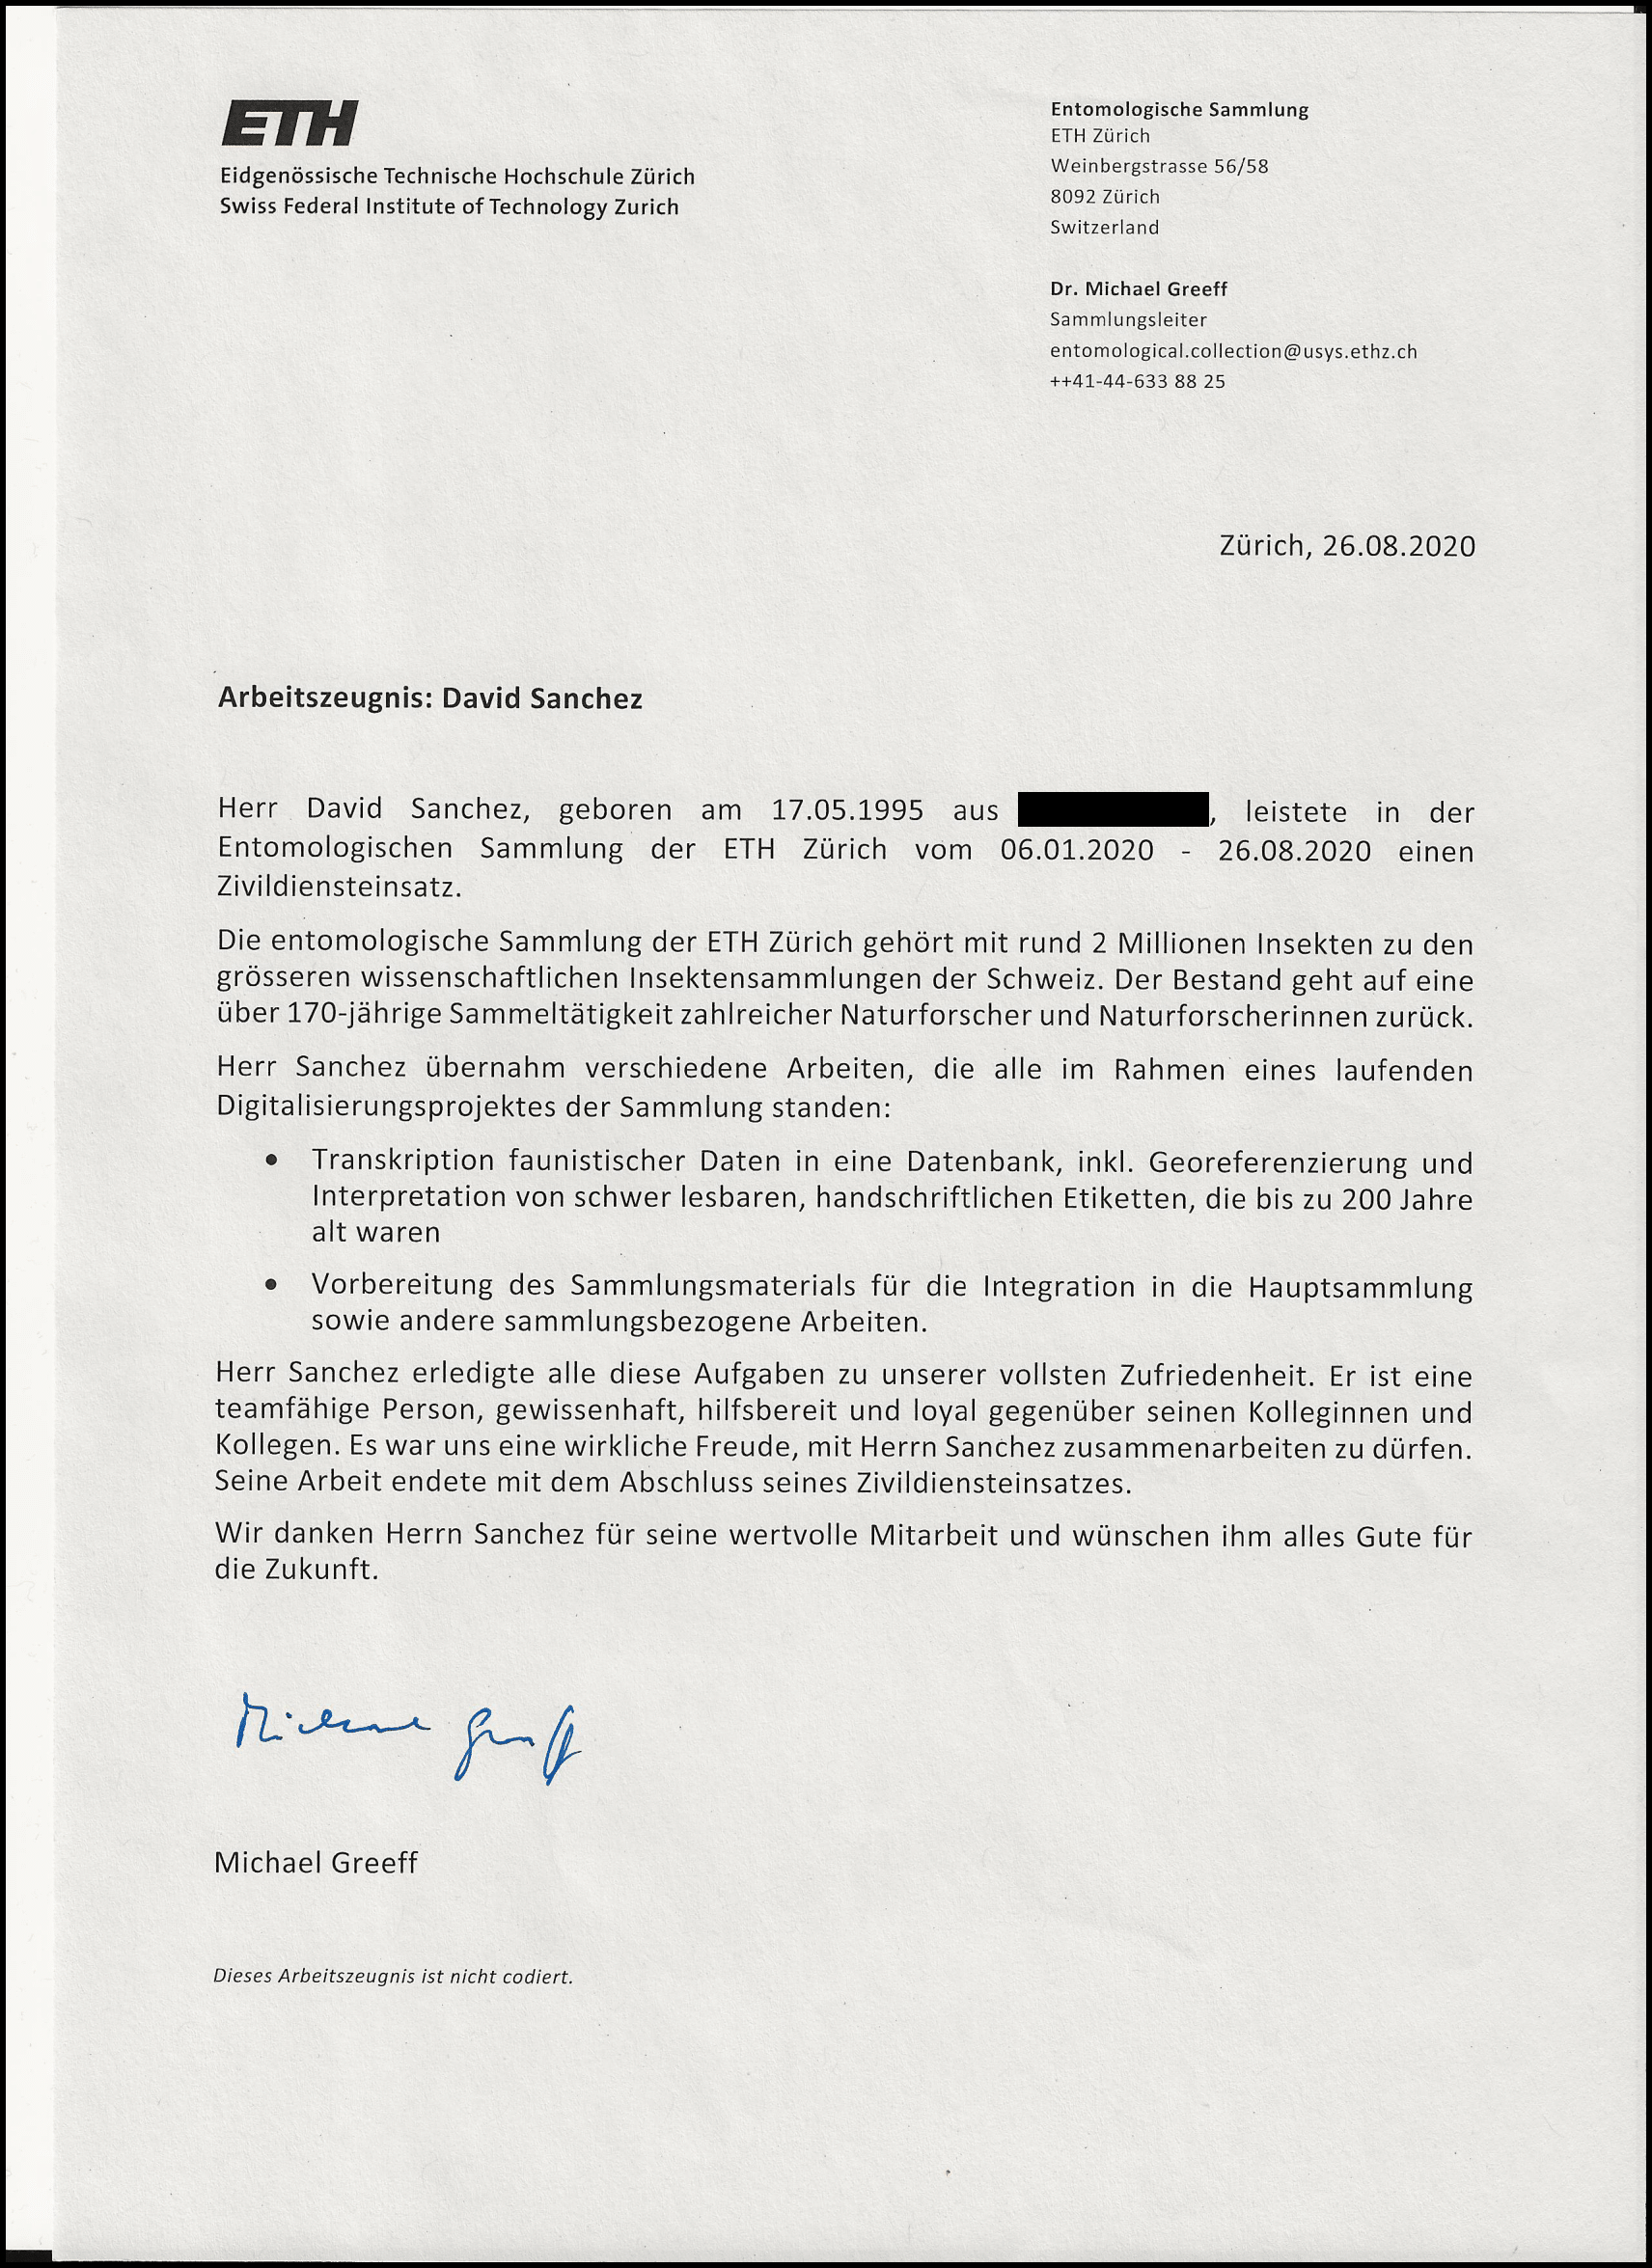 ETH
Eidgenössische Technische Hochschule Zürich
Swiss Federal Institute of Technology Zurich
Entomologische Sammlung
ETH Zürich
Weinbergstrasse 56/58
8092 Zürich
Switzerland
Dr. Michael Greeff
Sammlungsleiter
entomological.collection@usys.ethz.ch
++41-44-633 88 25
Zürich, 26.08.2020
Arbeitszeugnis: David Sanchez
Herr David Sanchez, geboren am 17.05.1995 aus , leistete in der
Entomologischen Sammlung der ETH Zürich vom 06.01.2020 - 26.08.2020 einen
Zivildiensteinsatz.
Die entomologische Sammlung der ETH Zürich gehört mit rund 2 Millionen Insekten zu den
grösseren wissenschaftlichen Insektensammlungen der Schweiz. Der Bestand geht auf eine
über 170-jährige Sammeltätigkeit zahlreicher Naturforscher und Naturforscherinnen zurück.
Herr Sanchez übernahm verschiedene Arbeiten, die alle im Rahmen eines laufenden
Digitalisierungsprojektes der Sammlung standen:
• Transkription faunistischer Daten in eine Datenbank, inkl. Georeferenzierung und
Interpretation von schwer lesbaren, handschriftlichen Etiketten, die bis zu 200 Jahre
alt waren
• Vorbereitung des Sammlungsmaterials für die Integration in die Hauptsammlung
sowie andere sammlungsbezogene Arbeiten.
Herr Sanchez erledigte alle diese Aufgaben zu unserer vollsten Zufriedenheit. Er ist eine
teamfähige Person, gewissenhaft, hilfsbereit und loyal gegenüber seinen Kolleginnen und
Kollegen. Es war uns eine wirkliche Freude, mit Herrn Sanchez zusammenarbeiten zu dürfen.
Seine Arbeit endete mit dem Abschluss seines Zivildiensteinsatzes.
Wir danken Herrn Sanchez für seine wertvolle Mitarbeit und wünschen ihm alles Gute für
die Zukunft.
Michael Greeff
Michael Greeff
Dieses Arbeitszeugnis ist nicht codiert.